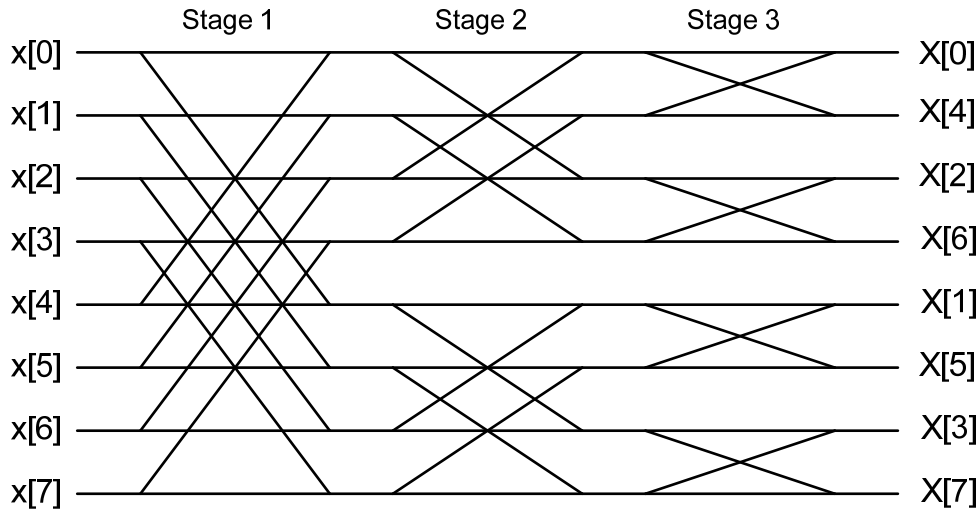 Stage 1 Stage 2 Stage 3
x[0] X[0]
x[1] X[4]
x[2] X[2]
x[3] X[6]
x[4] X[1]
x[5] X[5]
x[6] X[3]
x[7] X[7]